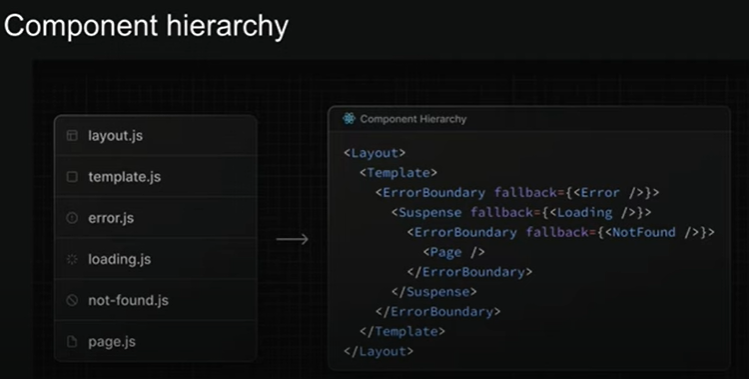 Component hierarchy
layout.js
template.js
error.js
loading.js
not-found.js
page.js
Component Hierarchy
<Layout>
<Template>
<ErrorBoundary fallback={<Error />}>
<Suspense fallback={<Loading />}>
<ErrorBoundary fallback={<NotFound />}>
<Page />
</ErrorBoundary>
</Suspense>
</ErrorBoundary>
</Template>
</Layout>